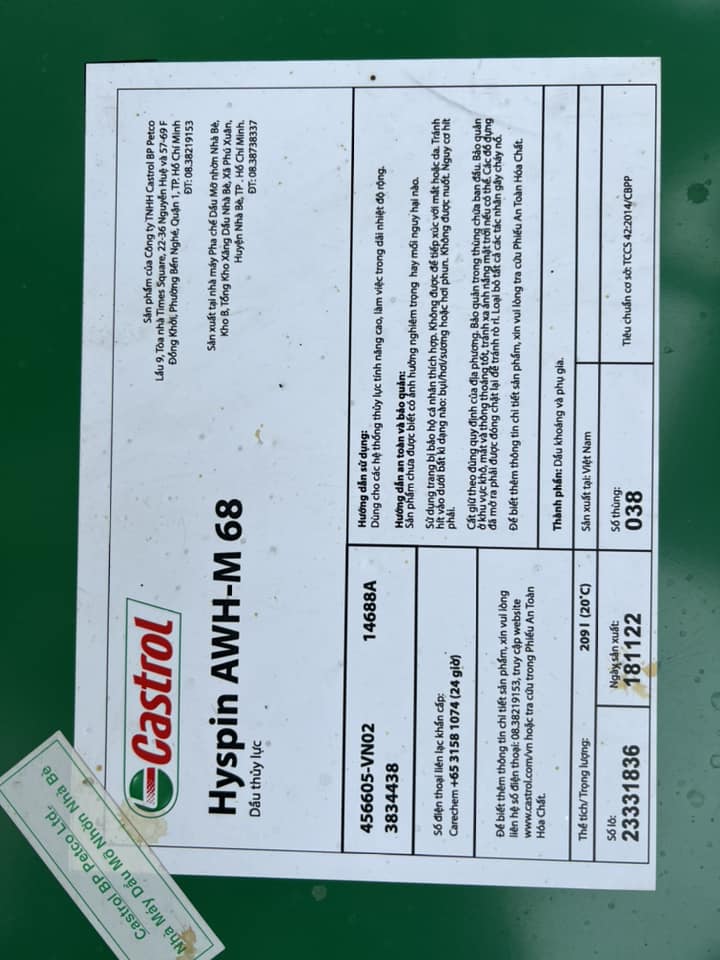 Castrol
Hyspin AWH-M 68
Dầu thủy lực
Sản phẩm của Công ty TNHH Castrol BP Petco
Lầu 9, Tòa nhà Times Square, 22-36 Nguyễn Huệ và 57-69 F
Đồng Khởi, Phường Bến Nghé, Quận 1, TP. Hồ Chí Minh
ĐT: 08.38219153
Sản xuất tại nhà máy Pha chế Dầu Mỡ nhờn Nhà Bè,
Kho B, Tổng Kho Xăng Dầu Nhà Bè, Xã Phú Xuân,
Huyện Nhà Bè, TP. Hồ Chí Minh.
ĐT: 08.38738337
456605-VN02 14688A
3834438
Số điện thoại liên lạc khẩn cấp:
Carechem +65 3158 1074 (24 giờ)
Để biết thêm thông tin chi tiết sản phẩm, xin vui lòng
liên hệ số điện thoại: 08.38219153, truy cập website
www.castrol.com/vn hoặc tra cứu trong Phiếu An Toàn
Hóa Chất.
Hướng dẫn sử dụng:
Dùng cho các hệ thống thủy lực tính năng cao, làm việc trong dải nhiệt độ rộng.
Hướng dẫn an toàn và bảo quản:
Sản phẩm chưa được biết có ảnh hưởng nghiêm trọng hay mối nguy hại nào.
Sử dụng trang bị bảo hộ cá nhân thích hợp. Không được để tiếp xúc với mắt hoặc da. Tránh
hít vào dưới bất kì dạng nào: bụi/hơi/sương hoặc hơi phun. Không được nuốt. Nguy cơ hít
phải.
Cất giữ theo đúng quy định của địa phương. Bảo quản trong thùng chứa ban đầu. Bảo quản
ở khu vực khô, mát và thông thoáng tốt, tránh xa ánh nắng mặt trời nếu có thể. Các đồ đựng
đã mở ra phải được đóng chặt lại để tránh rò rỉ. Loại bỏ tất cả các tác nhân gây cháy nổ.
Để biết thêm thông tin chi tiết sản phẩm, xin vui lòng tra cứu Phiếu An Toàn Hóa Chất.
Thành phần: Dầu khoáng và phụ gia.
Thể tích/Trọng lượng: 209 l (20°C)
Sản xuất tại: Việt Nam
Số lô:
23331836
Ngày sản xuất:
181122
Số thùng:
038
Tiêu chuẩn cơ sở: TCCS 42:2014/CBPP
Castrol BP Petco Ltd.
Nhà Máy Dầu Mỡ Nhờn Nhà Bè